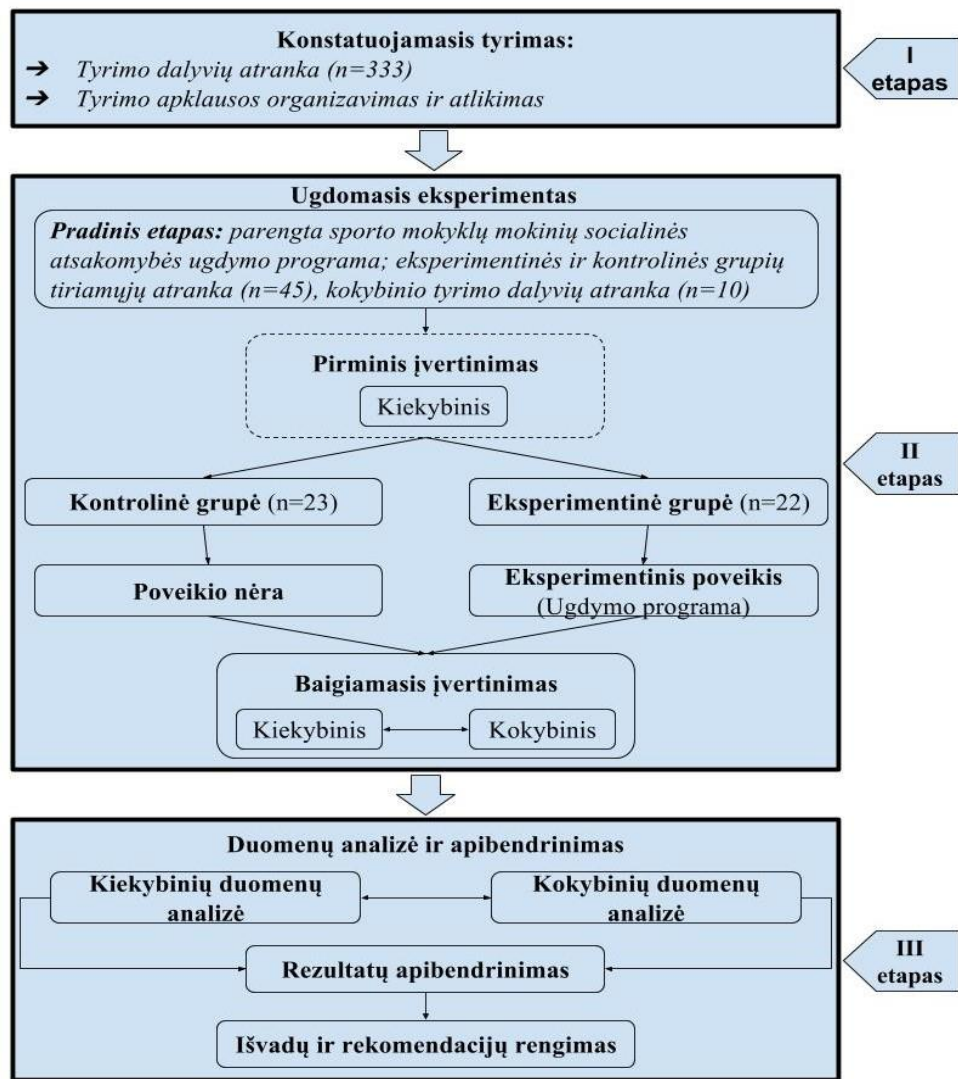 Konstatuojamasis tyrimas:
➔ Tyrimo dalyvių atranka (n=333)
➔ Tyrimo apklausos organizavimas ir atlikimas
I
etapas
Ugdomasis eksperimentas
Pradinis etapas: parengta sporto mokyklų mokinių socialinės
atsakomybės ugdymo programa; eksperimentinės ir kontrolinės grupių
tiriamųjų atranka (n=45), kokybinio tyrimo dalyvių atranka (n=10)
Pirminis įvertinimas
Kiekybinis
II
etapas
Kontrolinė grupė (n=23)
Eksperimentinė grupė (n=22)
Poveikio nėra
Eksperimentinis poveikis
(Ugdymo programa)
Baigiamasis įvertinimas
Kiekybinis
Kokybinis
Duomenų analizė ir apibendrinimas
Kiekybinių duomenų
analizė
Kokybinių duomenų
analizė
Rezultatų apibendrinimas
III
etapas
Išvadų ir rekomendacijų rengimas